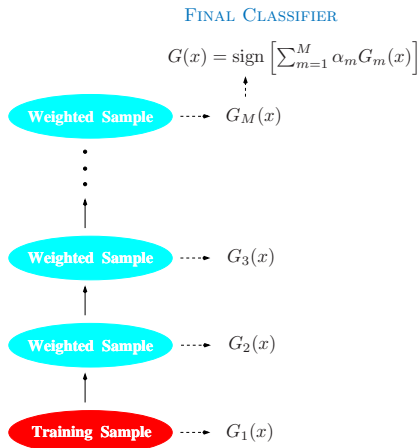 FINAL CLASSIFIER
G(x) = sign [∑_{m=1}^{M} α_m G_m(x)]
Weighted Sample G_M(x)
Weighted Sample G_3(x)
Weighted Sample G_2(x)
Training Sample G_1(x)